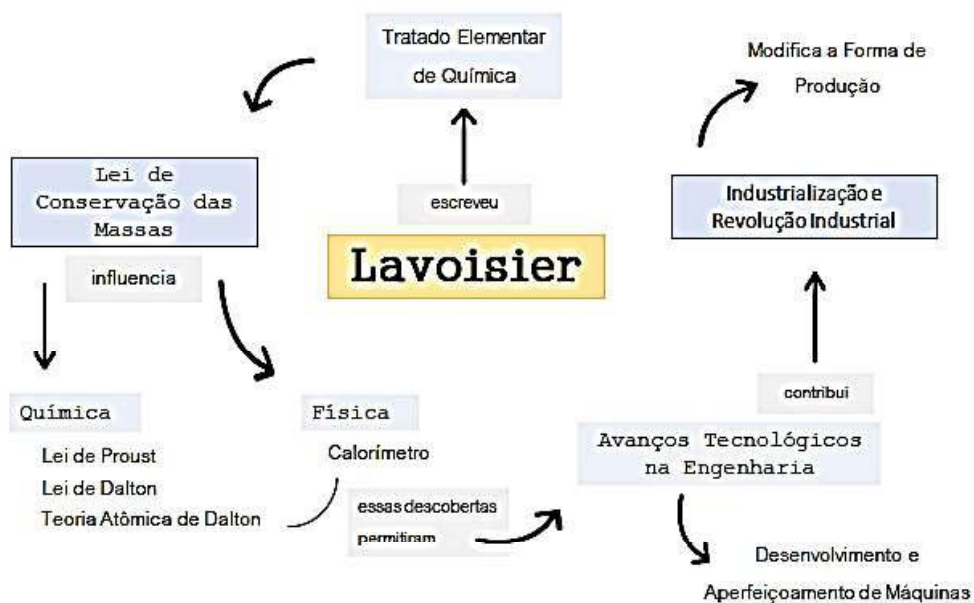 Tratado Elementar
de Química
Modifica a Forma de
Produção
Lei de
Conservação das
Massas
escreveu
Industrialização e
Revolução Industrial
Lavoisier
influencia
contribui
Química
Física
Avanços Tecnológicos
na Engenharia
Lei de Proust
Lei de Dalton
Teoria Atômica de Dalton
Calorímetro
essas descobertas
permitiram
Desenvolvimento e
Aperfeiçoamento de Máquinas